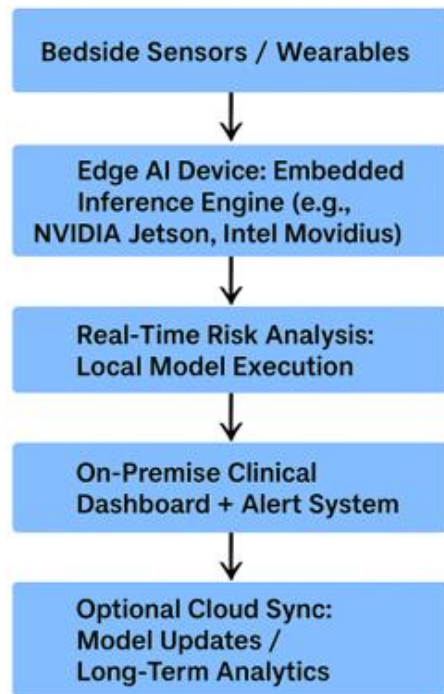 Bedside Sensors / Wearables
Edge AI Device: Embedded
Inference Engine (e.g.,
NVIDIA Jetson, Intel Movidius)
Real-Time Risk Analysis:
Local Model Execution
On-Premise Clinical
Dashboard + Alert System
Optional Cloud Sync:
Model Updates /
Long-Term Analytics